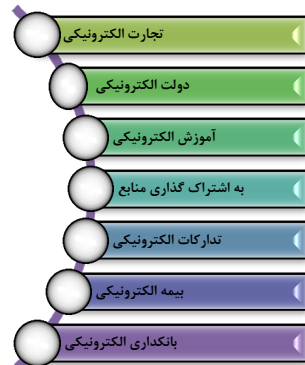 تجارت الکترونیکی
دولت الکترونیکی
آموزش الکترونیکی
به اشتراک گذاری منابع
تدارکات الکترونیکی
بیمه الکترونیکی
بانکداری الکترونیکی